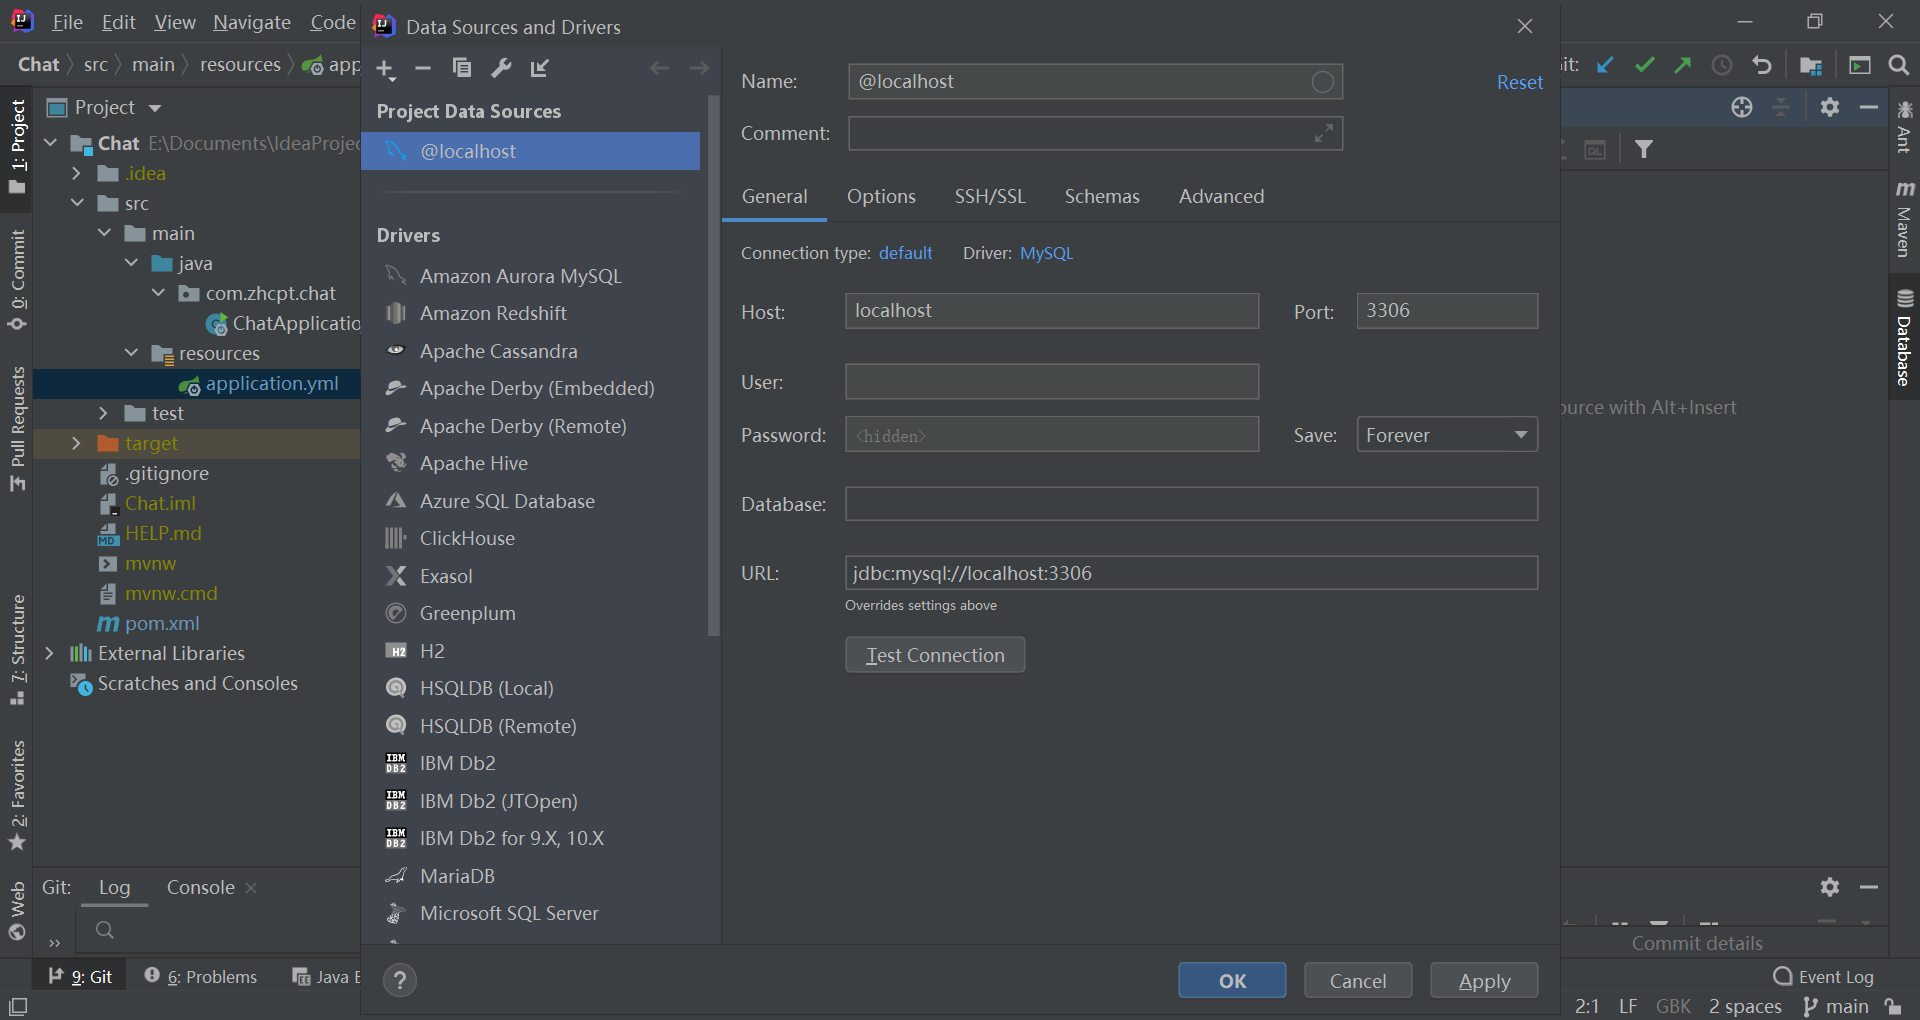 File Edit View Navigate Code
Data Sources and Drivers
Chat src main resources app
Git:
1: Project
0: Commit
Pull Requests
7: Structure
2: Favorites
Web
Project
Chat E:\Documents\IdeaProjec
.idea
src
main
java
com.zhcpt.chat
ChatApplicatio
resources
application.yml
test
target
.gitignore
Chat.iml
HELP.md
mvnw
mvnw.cmd
pom.xml
External Libraries
Scratches and Consoles
Project Data Sources
@localhost
Drivers
Amazon Aurora MySQL
Amazon Redshift
Apache Cassandra
Apache Derby (Embedded)
Apache Derby (Remote)
Apache Hive
Azure SQL Database
ClickHouse
Exasol
Greenplum
H2
HSQLDB (Local)
HSQLDB (Remote)
IBM Db2
IBM Db2 (JTOpen)
IBM Db2 for 9.X, 10.X
MariaDB
Microsoft SQL Server
Name: @localhost Reset
Comment:
General Options SSH/SSL Schemas Advanced
Connection type: default Driver: MySQL
Host: localhost Port: 3306
User:
Password: <hidden> Save: Forever
Database:
URL: jdbc:mysql://localhost:3306
Overrides settings above
Test Connection
OK Cancel Apply
ource with Alt+Insert
Ant
Maven
Database
Git: Log Console
Commit details
9: Git 6: Problems Java E
Event Log
2:1 LF GBK 2 spaces main